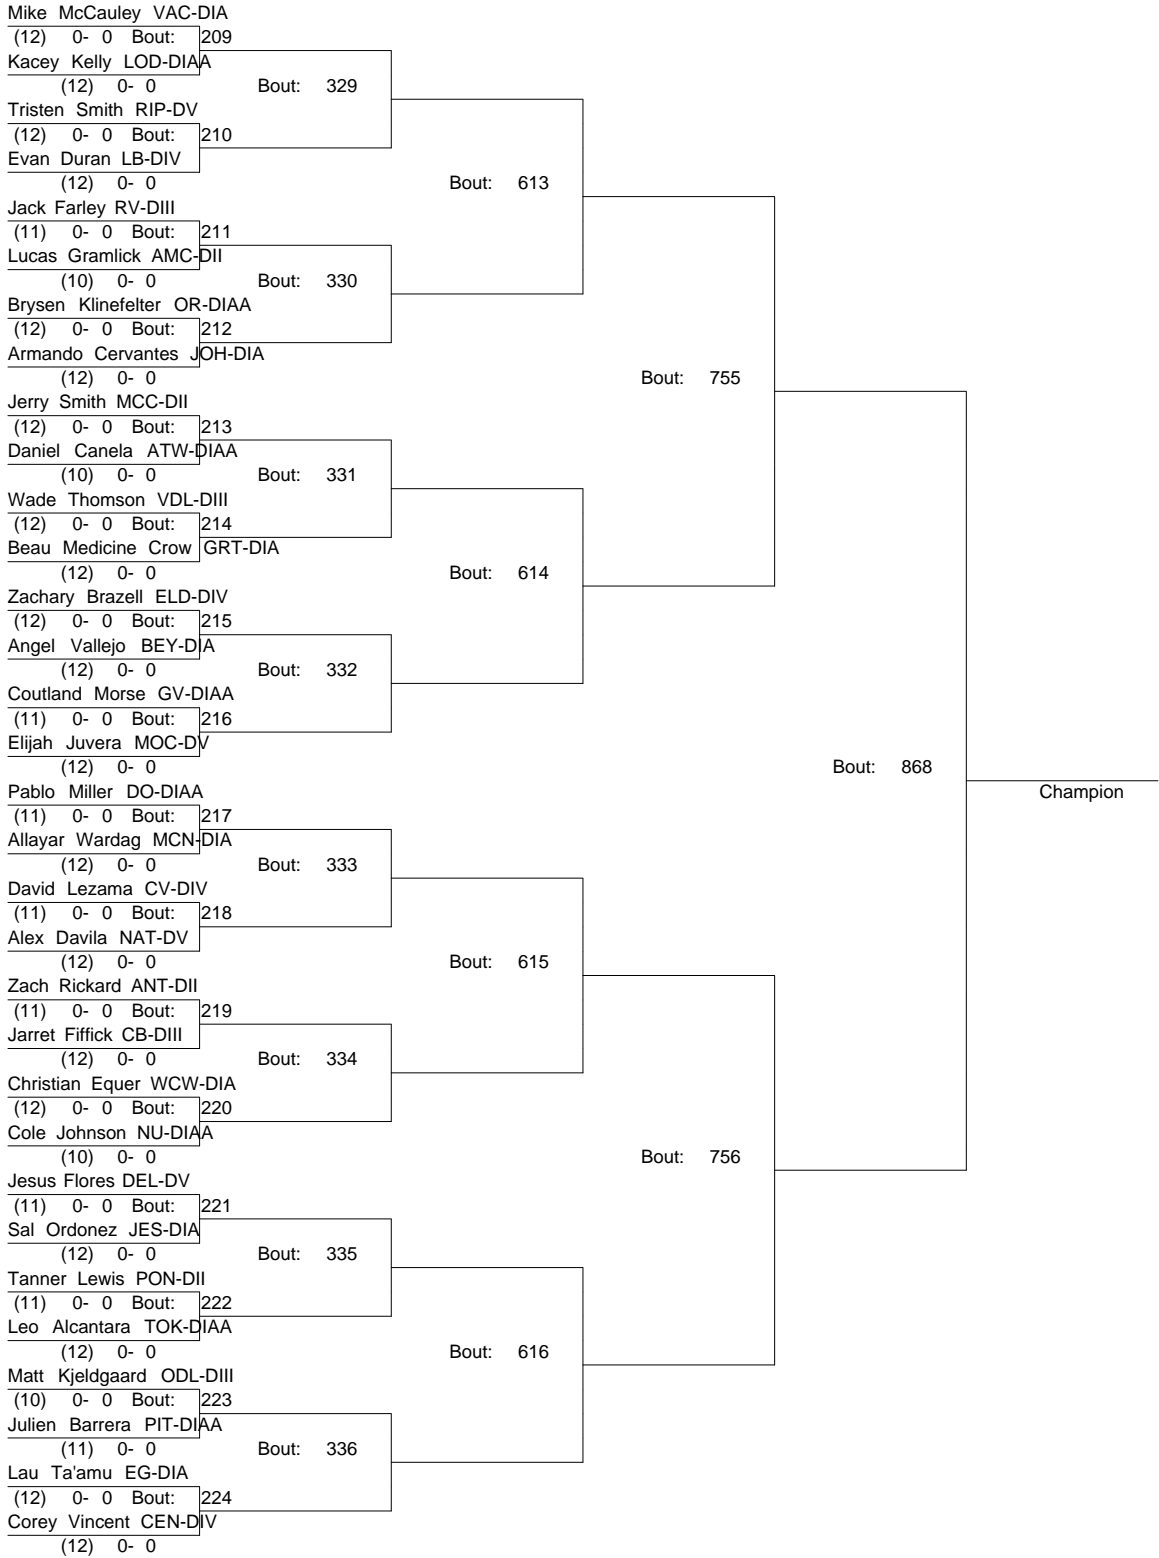 Mike McCauley VAC-DIA
(12) 0- 0 Bout: 209
Kacey Kelly LOD-DIAA
(12) 0- 0 Bout: 329
Tristen Smith RIP-DV
(12) 0- 0 Bout: 210
Evan Duran LB-DIV
(12) 0- 0 Bout: 613
Jack Farley RV-DIII
(11) 0- 0 Bout: 211
Lucas Gramlick AMC-DII
(10) 0- 0 Bout: 330
Brysen Klinefelter OR-DIAA
(12) 0- 0 Bout: 212
Armando Cervantes JOH-DIA
(12) 0- 0 Bout: 755
Jerry Smith MCC-DII
(12) 0- 0 Bout: 213
Daniel Canela ATW-DIAA
(10) 0- 0 Bout: 331
Wade Thomson VDL-DIII
(12) 0- 0 Bout: 214
Beau Medicine Crow GRT-DIA
(12) 0- 0 Bout: 614
Zachary Brazell ELD-DIV
(12) 0- 0 Bout: 215
Angel Vallejo BEY-DIA
(12) 0- 0 Bout: 332
Coutland Morse GV-DIAA
(11) 0- 0 Bout: 216
Elijah Juvera MOC-DV
(12) 0- 0 Bout: 868
Pablo Miller DO-DIAA Champion
(11) 0- 0 Bout: 217
Allayar Wardag MCN-DIA
(12) 0- 0 Bout: 333
David Lezama CV-DIV
(11) 0- 0 Bout: 218
Alex Davila NAT-DV
(12) 0- 0 Bout: 615
Zach Rickard ANT-DII
(11) 0- 0 Bout: 219
Jarret Fiffick CB-DIII
(12) 0- 0 Bout: 334
Christian Equer WCW-DIA
(12) 0- 0 Bout: 220
Cole Johnson NU-DIAA
(10) 0- 0 Bout: 756
Jesus Flores DEL-DV
(11) 0- 0 Bout: 221
Sal Ordonez JES-DIA
(12) 0- 0 Bout: 335
Tanner Lewis PON-DII
(11) 0- 0 Bout: 222
Leo Alcantara TOK-DIAA
(12) 0- 0 Bout: 616
Matt Kjeldgaard ODL-DIII
(10) 0- 0 Bout: 223
Julien Barrera PIT-DIAA
(11) 0- 0 Bout: 336
Lau Ta'amu EG-DIA
(12) 0- 0 Bout: 224
Corey Vincent CEN-DIV
(12) 0- 0